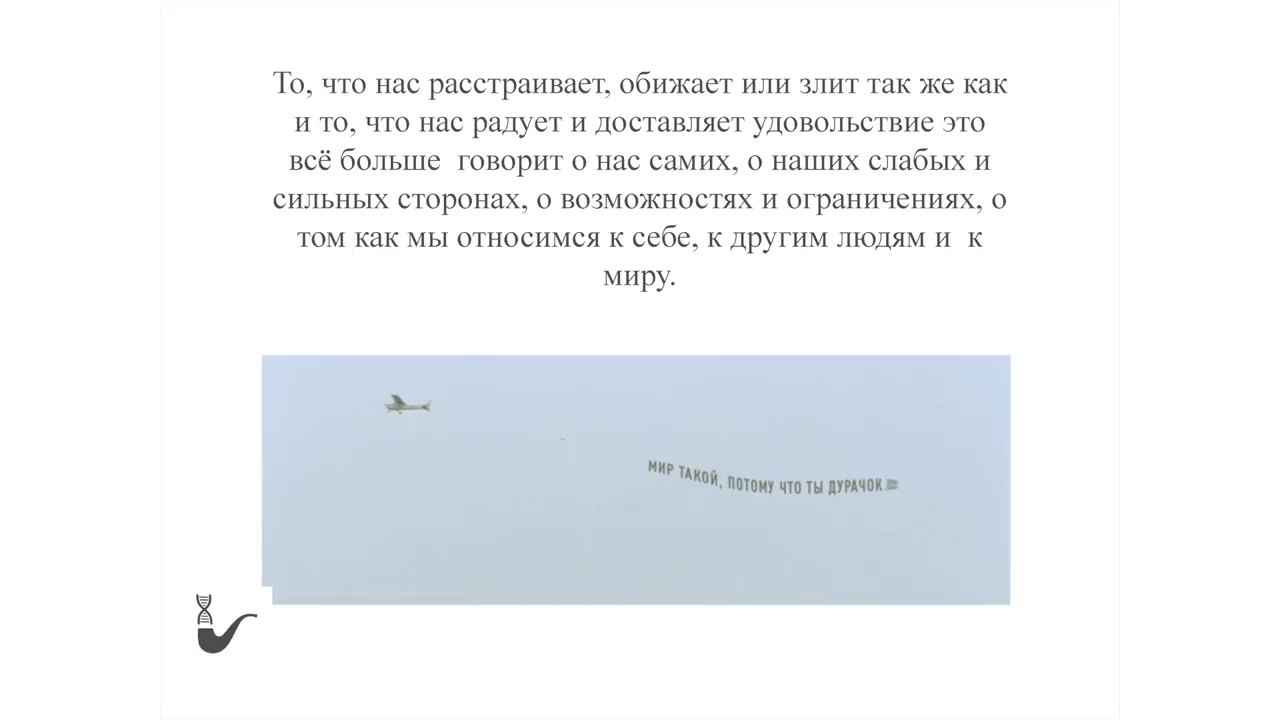 То, что нас расстраивает, обижает или злит так же как
и то, что нас радует и доставляет удовольствие это
всё больше  говорит о нас самих, о наших слабых и
сильных сторонах, о возможностях и ограничениях, о
том как мы относимся к себе, к другим людям и  к
миру.
МИР ТАКОЙ, ПОТОМУ ЧТО ТЫ ДУРАЧОК